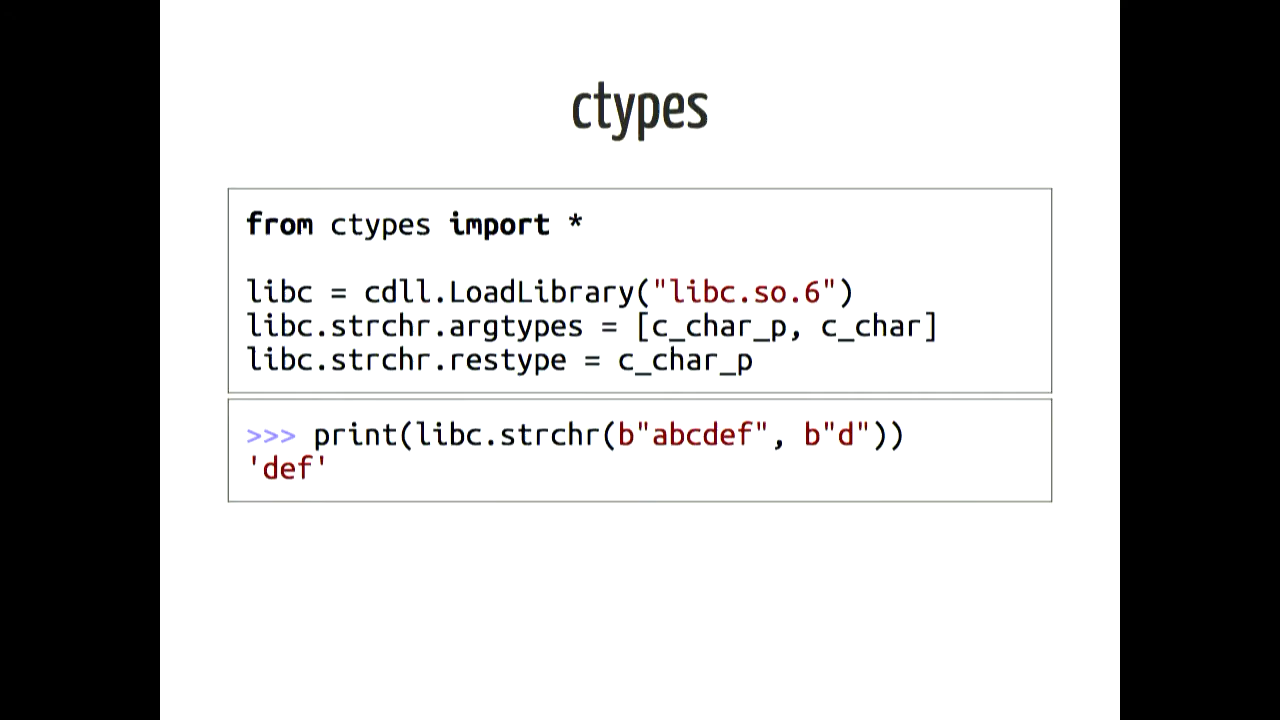 ctypes
from ctypes import *
libc = cdll.LoadLibrary("libc.so.6")
libc.strchr.argtypes = [c_char_p, c_char]
libc.strchr.restype = c_char_p
>>> print(libc.strchr(b"abcdef", b"d"))
'def'